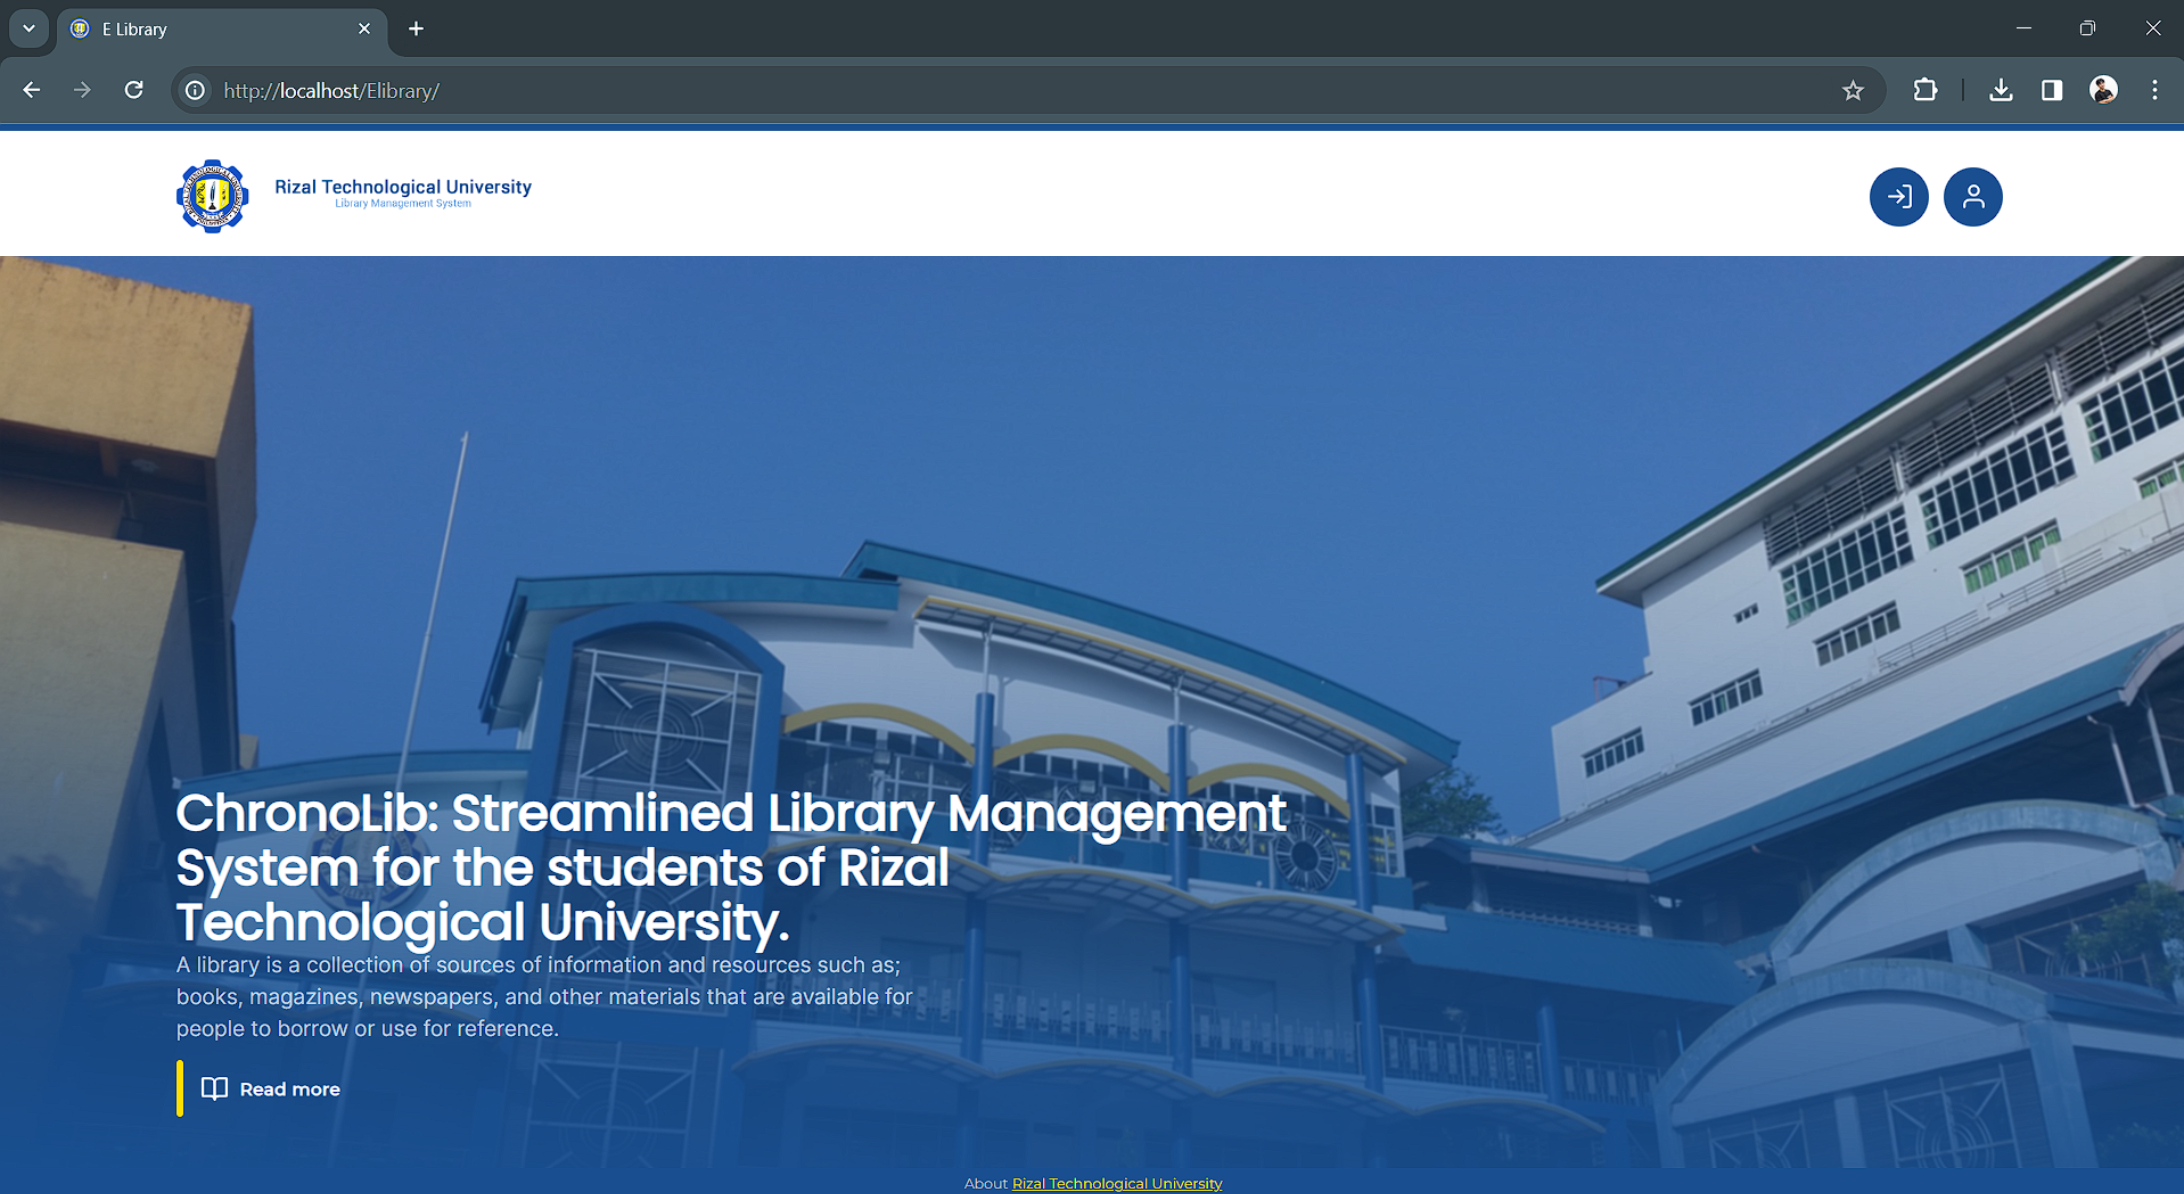 E Library
http://localhost/Elibrary/
Rizal Technological University
Library Management System
ChronoLib: Streamlined Library Management
System for the students of Rizal
Technological University.
A library is a collection of sources of information and resources such as;
books, magazines, newspapers, and other materials that are available for
people to borrow or use for reference.
Read more
About Rizal Technological University